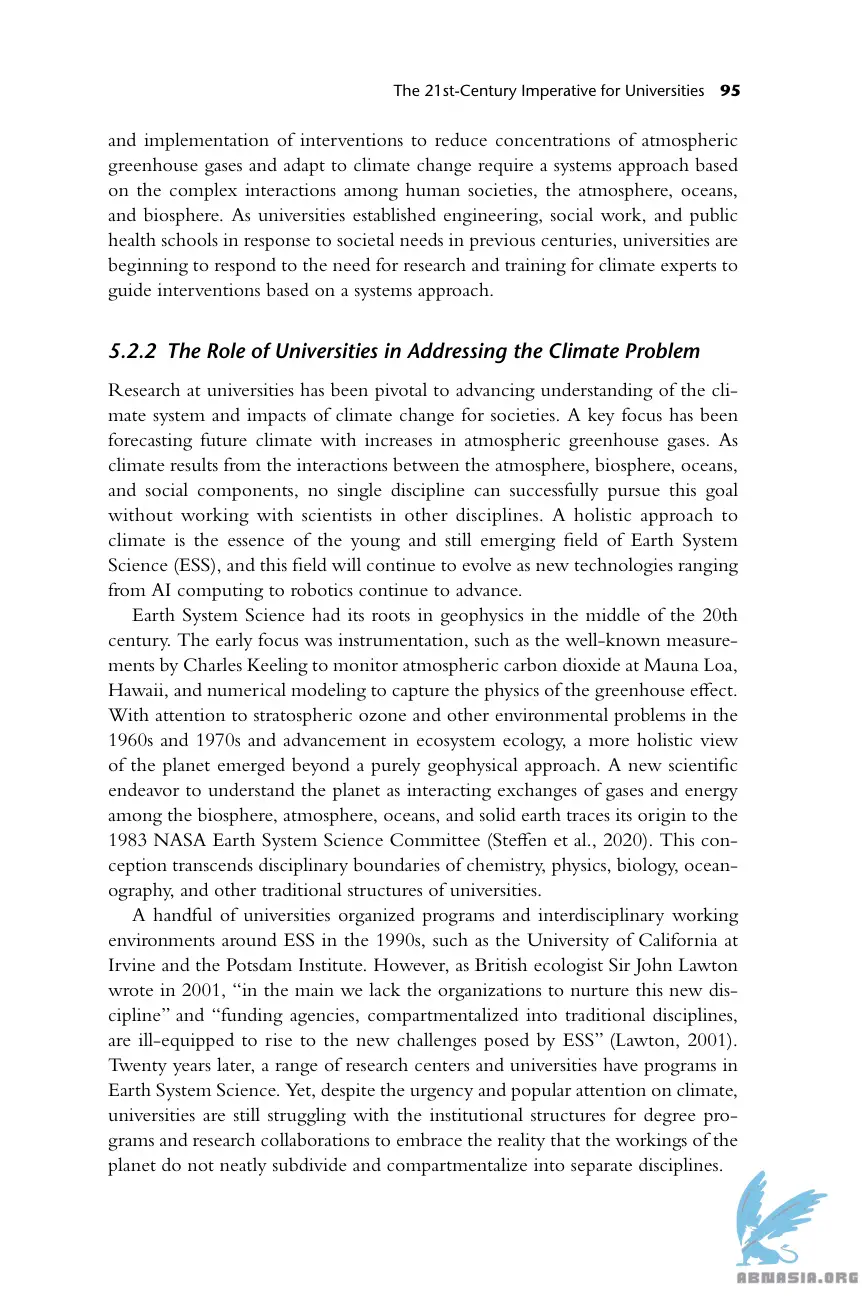 The 21st-Century Imperative for Universities 95
and implementation of interventions to reduce concentrations of atmospheric
greenhouse gases and adapt to climate change require a systems approach based
on the complex interactions among human societies, the atmosphere, oceans,
and biosphere. As universities established engineering, social work, and public
health schools in response to societal needs in previous centuries, universities are
beginning to respond to the need for research and training for climate experts to
guide interventions based on a systems approach.
5.2.2 The Role of Universities in Addressing the Climate Problem
Research at universities has been pivotal to advancing understanding of the cli-
mate system and impacts of climate change for societies. A key focus has been
forecasting future climate with increases in atmospheric greenhouse gases. As
climate results from the interactions between the atmosphere, biosphere, oceans,
and social components, no single discipline can successfully pursue this goal
without working with scientists in other disciplines. A holistic approach to
climate is the essence of the young and still emerging field of Earth System
Science (ESS), and this field will continue to evolve as new technologies ranging
from AI computing to robotics continue to advance.
Earth System Science had its roots in geophysics in the middle of the 20th
century. The early focus was instrumentation, such as the well-known measure-
ments by Charles Keeling to monitor atmospheric carbon dioxide at Mauna Loa,
Hawaii, and numerical modeling to capture the physics of the greenhouse effect.
With attention to stratospheric ozone and other environmental problems in the
1960s and 1970s and advancement in ecosystem ecology, a more holistic view
of the planet emerged beyond a purely geophysical approach. A new scientific
endeavor to understand the planet as interacting exchanges of gases and energy
among the biosphere, atmosphere, oceans, and solid earth traces its origin to the
1983 NASA Earth System Science Committee (Steffen et al., 2020). This con-
ception transcends disciplinary boundaries of chemistry, physics, biology, ocean-
ography, and other traditional structures of universities.
A handful of universities organized programs and interdisciplinary working
environments around ESS in the 1990s, such as the University of California at
Irvine and the Potsdam Institute. However, as British ecologist Sir John Lawton
wrote in 2001, “in the main we lack the organizations to nurture this new dis-
cipline” and “funding agencies, compartmentalized into traditional disciplines,
are ill-equipped to rise to the new challenges posed by ESS” (Lawton, 2001).
Twenty years later, a range of research centers and universities have programs in
Earth System Science. Yet, despite the urgency and popular attention on climate,
universities are still struggling with the institutional structures for degree pro-
grams and research collaborations to embrace the reality that the workings of the
planet do not neatly subdivide and compartmentalize into separate disciplines.
ABNASIA.ORG